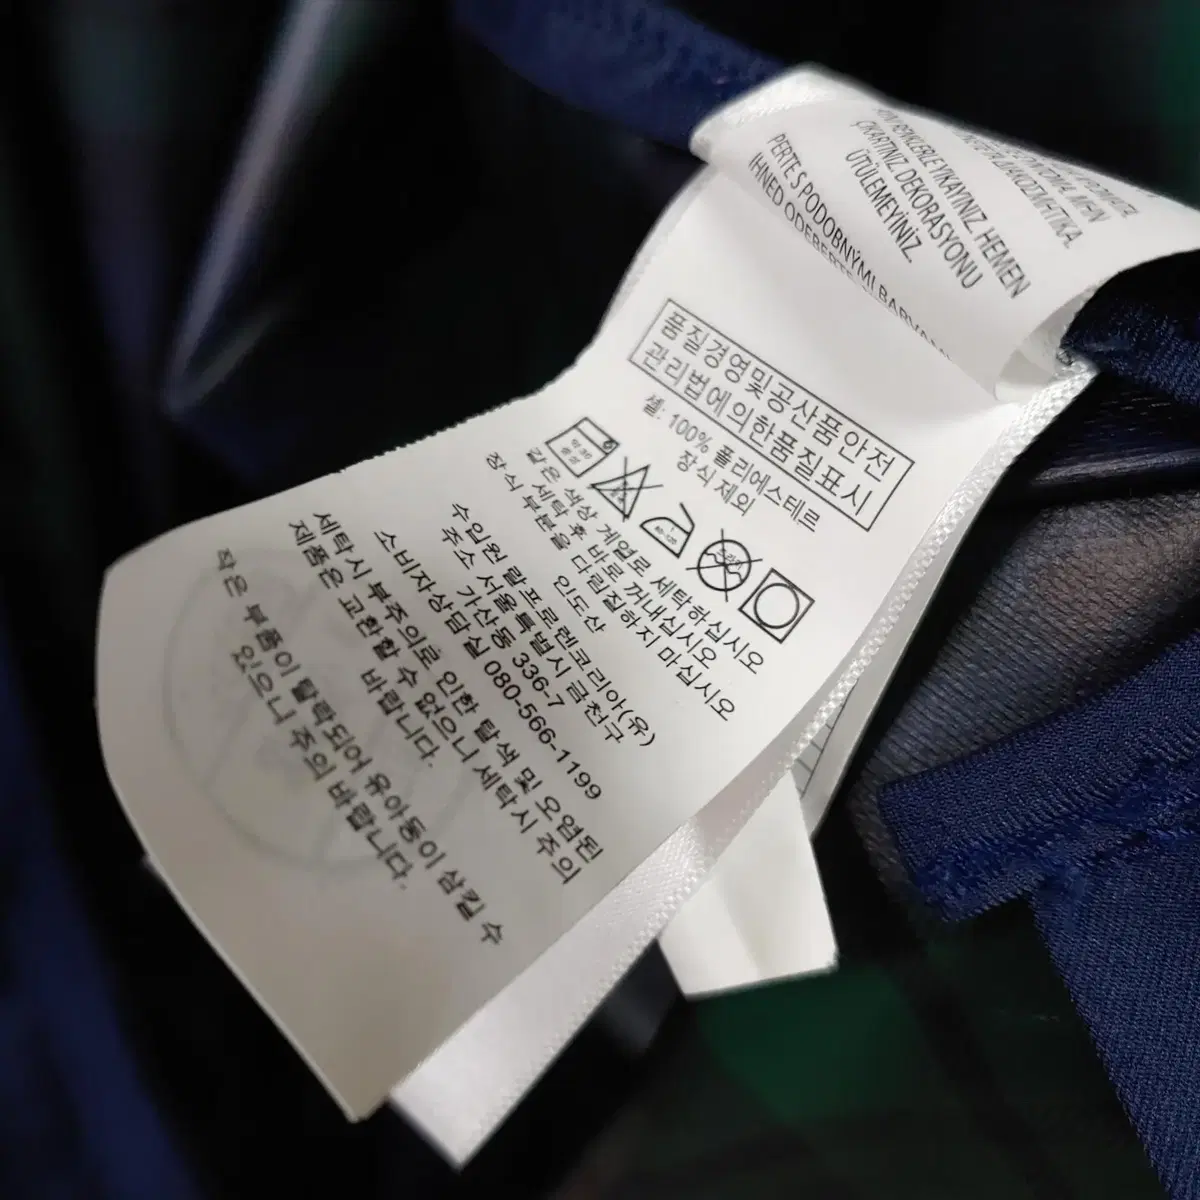 YIKAYINIZ. HEMEN
ÇIKARTINIZ. DEKORASYONU
ÜTÜLEMEYİNİZ.
PERTE S PODOBNÝMI BARVAMI
IHNED ODEBERTE
품질경영및공산품안전
관리법에의한품질표시
셸: 100% 폴리에스테르
장식제외
같은 색상 계열로 세탁하십시오
세탁 후 바로 꺼내십시오
장식 부분을 다림질하지 마십시오
인도산
수입원 랄프로렌코리아(유)
주소 서울특별시 금천구
가산동 336-7
소비자상담실 080-566-1199
세탁시 부주의로 인한 탈색 및 오염된
제품은 교환할 수 없으니 세탁시 주의
바랍니다.
작은 부품이 탈락되어 유아동이 삼킬 수
있으니 주의 바랍니다.